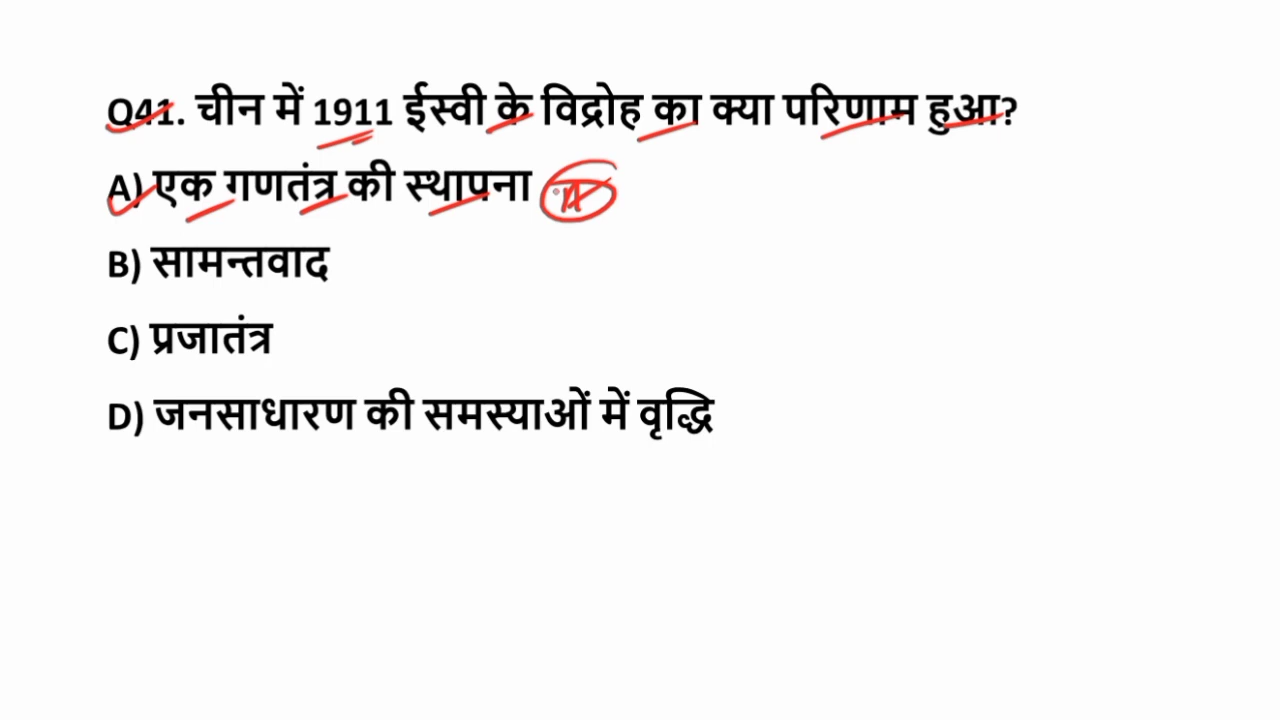 Q41. चीन में 1911 ईस्वी के विद्रोह का क्या परिणाम हुआ?
A) एक गणतंत्र की स्थापना
B) सामन्तवाद
C) प्रजातंत्र
D) जनसाधारण की समस्याओं में वृद्धि